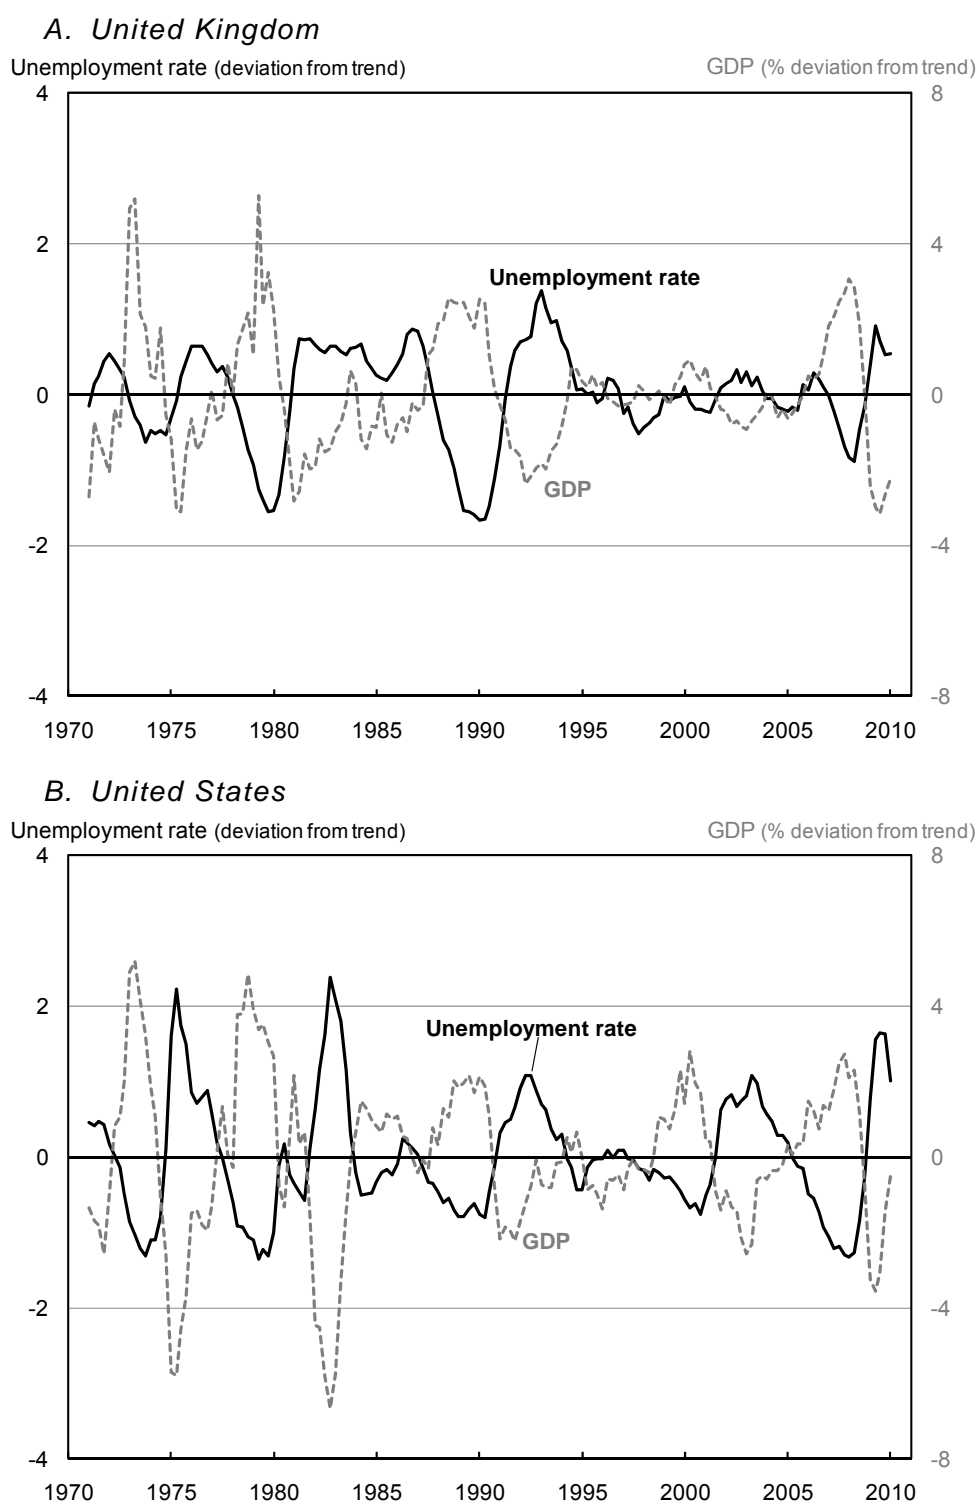 A. United Kingdom
Unemployment rate (deviation from trend) GDP (% deviation from trend)
4 8
2 4
Unemployment rate
0 0
GDP
-2 -4
-4 -8
1970 1975 1980 1985 1990 1995 2000 2005 2010
B. United States
Unemployment rate (deviation from trend) GDP (% deviation from trend)
4 8
2 4
Unemployment rate
0 0
GDP
-2 -4
-4 -8
1970 1975 1980 1985 1990 1995 2000 2005 2010